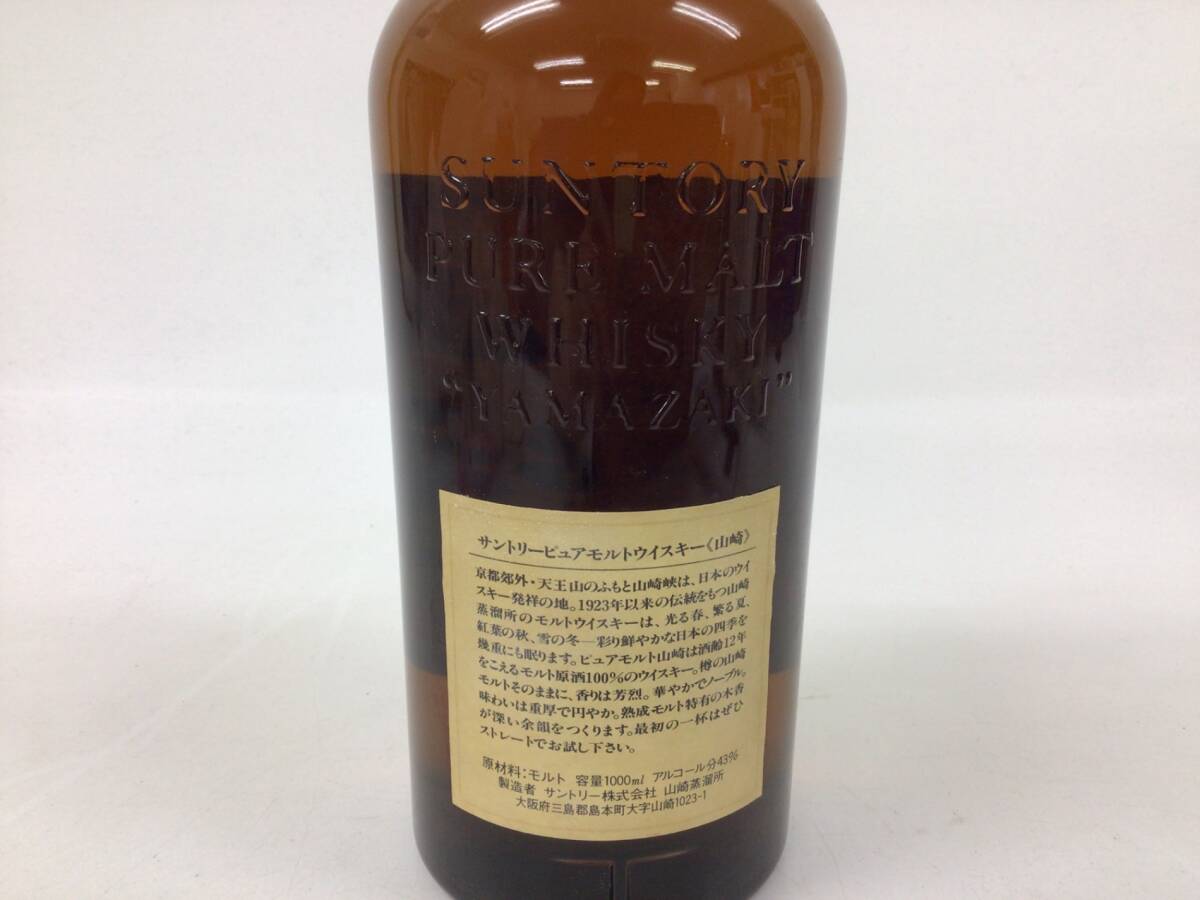 SUNTORY
PURE MALT
WHISKY
“YAMAZAKI”
サントリーピュアモルトウイスキー《山崎》
京都郊外・天王山のふもと山崎峡は、日本のウイ
スキー発祥の地。1923年以来の伝統をもつ山崎
蒸溜所のモルトウイスキーは、光る春、繁る夏、
紅葉の秋、雪の冬―彩り鮮やかな日本の四季を
幾重にも眠ります。ピュアモルト山崎は酒齢12年
をこえるモルト原酒100%のウイスキー。樽の山崎
モルトそのままに、香りは芳烈。華やかでノーブル。
味わいは重厚で円やか。熟成モルト特有の木香
が深い余韻をつくります。最初の一杯はぜひ
ストレートでお試し下さい。
原材料:モルト 容量1000ml アルコール分43%
製造者 サントリー株式会社 山崎蒸溜所
大阪府三島郡島本町大字山崎1023-1